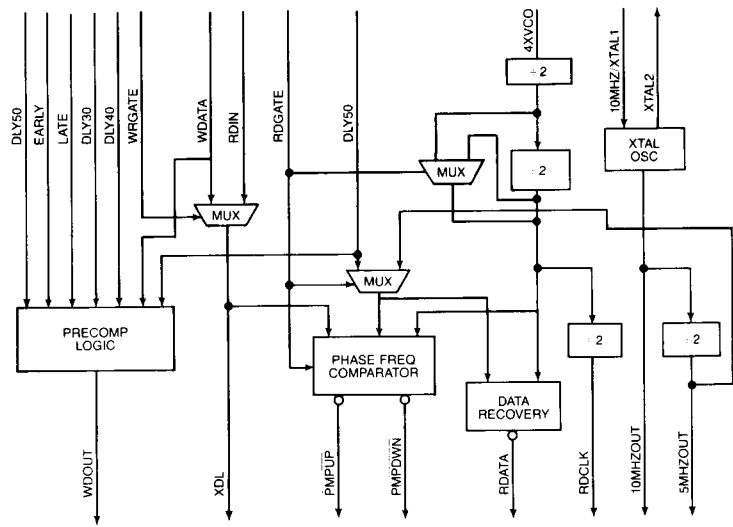 DLY50
EARLY
LATE
DLY30
DLY40
WRGATE
WDATA
RDIN
RDGATE
DLY50
4XVCO
10MHZ/XTAL1
XTAL2
÷ 2
XTAL
OSC
MUX
÷ 2
MUX
MUX
PRECOMP
LOGIC
PHASE FREQ
COMPARATOR
÷ 2
÷ 2
DATA
RECOVERY
WDOUT
XDL
PMPUP
PMPDWN
RDATA
RDCLK
10MHZOUT
5MHZOUT